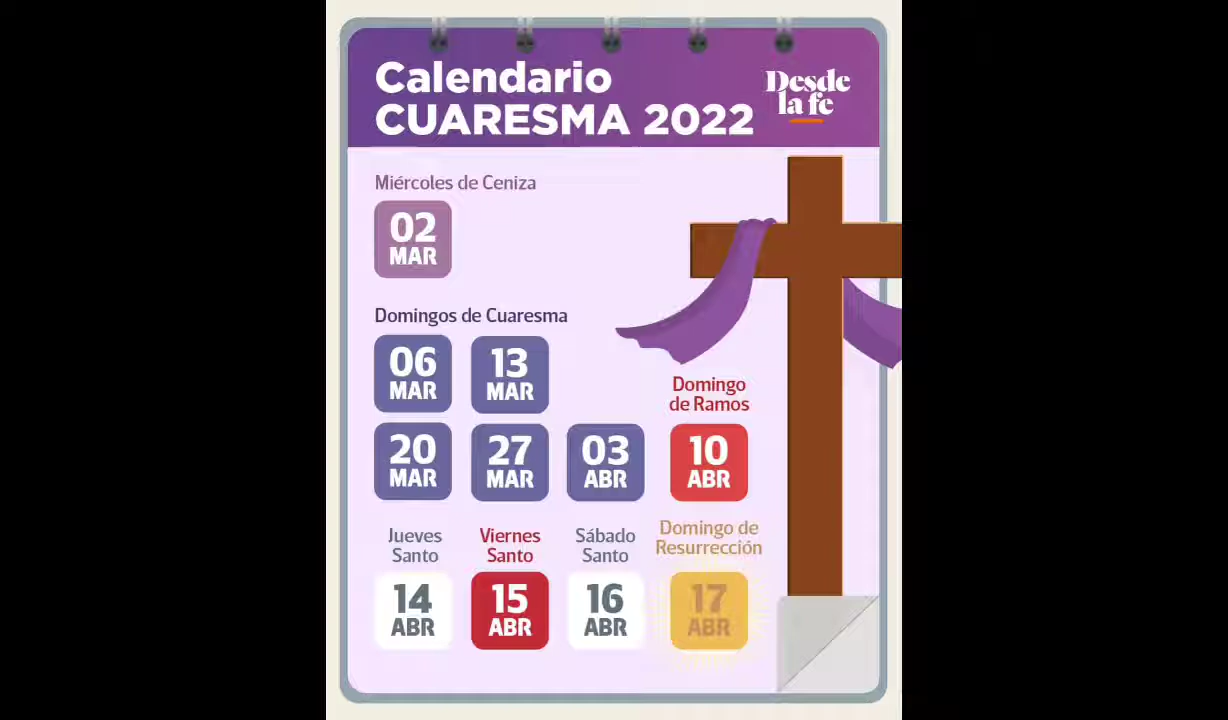 Calendario
CUARESMA 2022
Desde
la fe
Miércoles de Ceniza
02
MAR
Domingos de Cuaresma
06
MAR
13
MAR
Domingo
de Ramos
20
MAR
27
MAR
03
ABR
10
ABR
Jueves
Santo
Viernes
Santo
Sábado
Santo
Domingo de
Resurrección
14
ABR
15
ABR
16
ABR
17
ABR